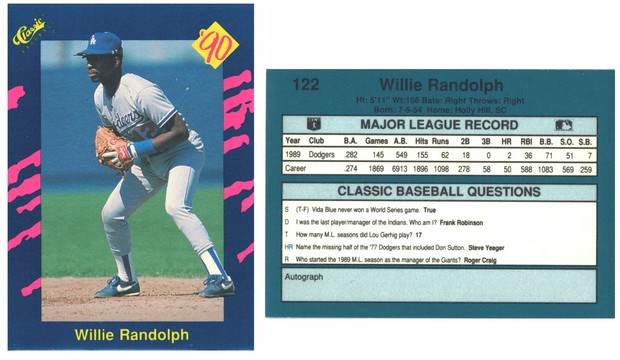 Classic
'90
Dodgers
Willie Randolph
122
Willie Randolph
Ht: 5'11" Wt:166 Bats: Right Throws: Right
Born: 7-6-54 Home: Holly Hill, SC
MAJOR LEAGUE RECORD
Year Club B.A. Games A.B. Hits Runs 2B 3B HR RBI B.B. S.O. S.B.
1989 Dodgers .282 145 549 155 62 18 0 2 36 71 51 7
Career .274 1869 6913 1896 1098 278 58 50 588 1083 569 259
CLASSIC BASEBALL QUESTIONS
S (T-F) Vida Blue never won a World Series game. True
D I was the last player/manager of the Indians. Who am I? Frank Robinson
T How many M.L. seasons did Lou Gerhig play? 17
HR Name the missing half of the '77 Dodgers that included Don Sutton. Steve Yeager
R Who started the 1989 M.L. season as the manager of the Giants? Roger Craig
Autograph